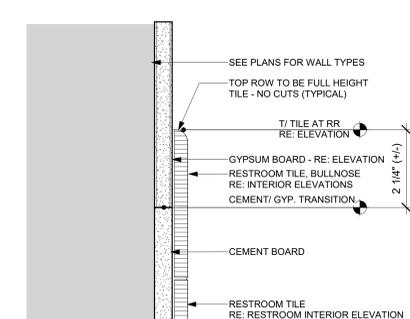 SEE PLANS FOR WALL TYPES
TOP ROW TO BE FULL HEIGHT
TILE - NO CUTS (TYPICAL)
T/ TILE AT RR
RE: ELEVATION
GYPSUM BOARD - RE: ELEVATION
RESTROOM TILE, BULLNOSE
RE: INTERIOR ELEVATIONS
2 1/4" (+/-)
CEMENT/ GYP. TRANSITION
CEMENT BOARD
RESTROOM TILE
RE: RESTROOM INTERIOR ELEVATION